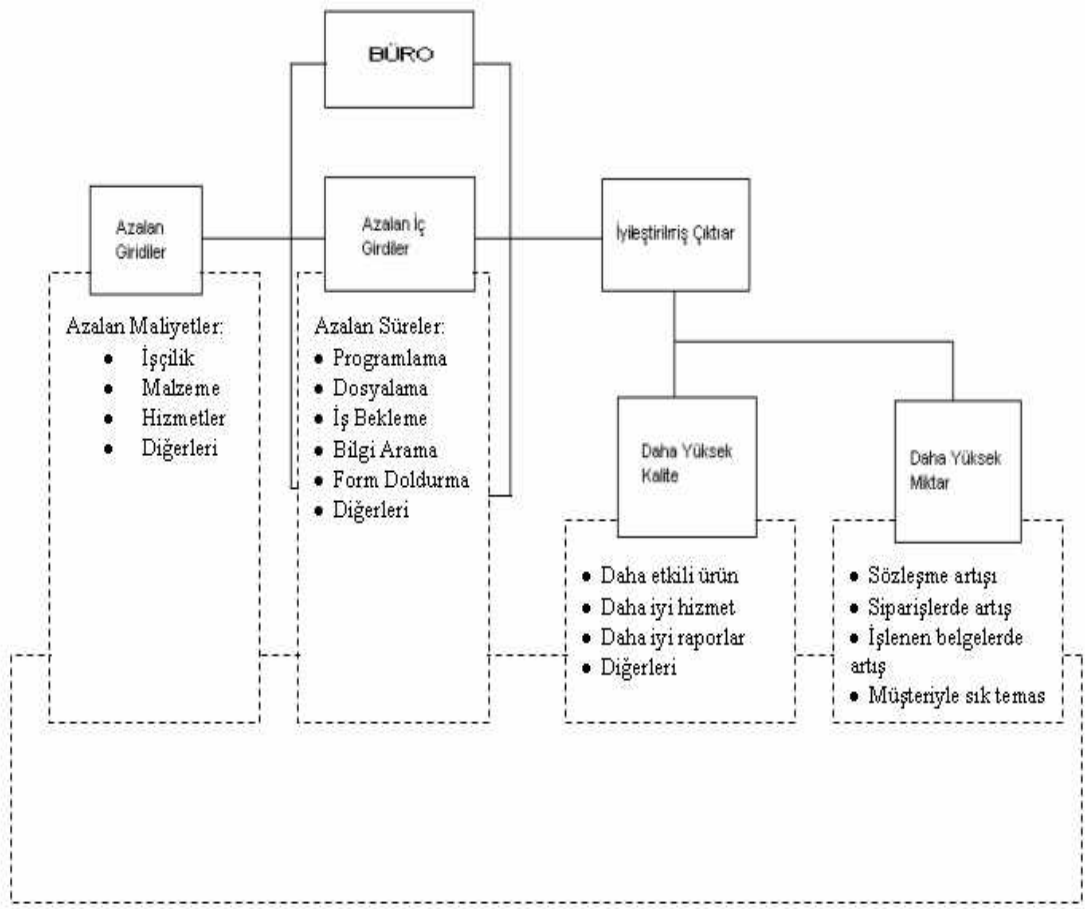 BÜRO
Azalan
Giridiler
Azalan İç
Girdiler
İyileştirilmiş Çıktıar
Azalan Maliyetler:
● İşçilik
● Malzeme
● Hizmetler
● Diğerleri
Azalan Süreler:
● Programlama
● Dosyalama
● İş Bekleme
● Bilgi Arama
● Form Doldurma
● Diğerleri
Daha Yüksek
Kalite
Daha Yüksek
Miktar
● Daha etkili ürün
● Daha iyi hizmet
● Daha iyi raporlar
● Diğerleri
● Sözleşme artışı
● Siparişlerde artış
● İşlenen belgelerde
artış
● Müşteriyle sık temas